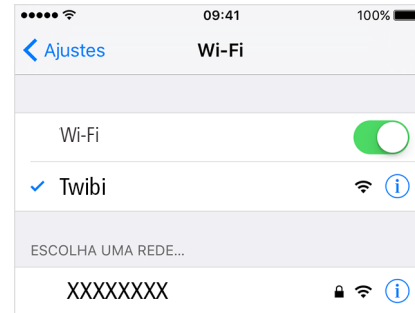 09:41
100%
Ajustes
Wi-Fi
Wi-Fi
Twibi
ESCOLHA UMA REDE...
XXXXXXXX